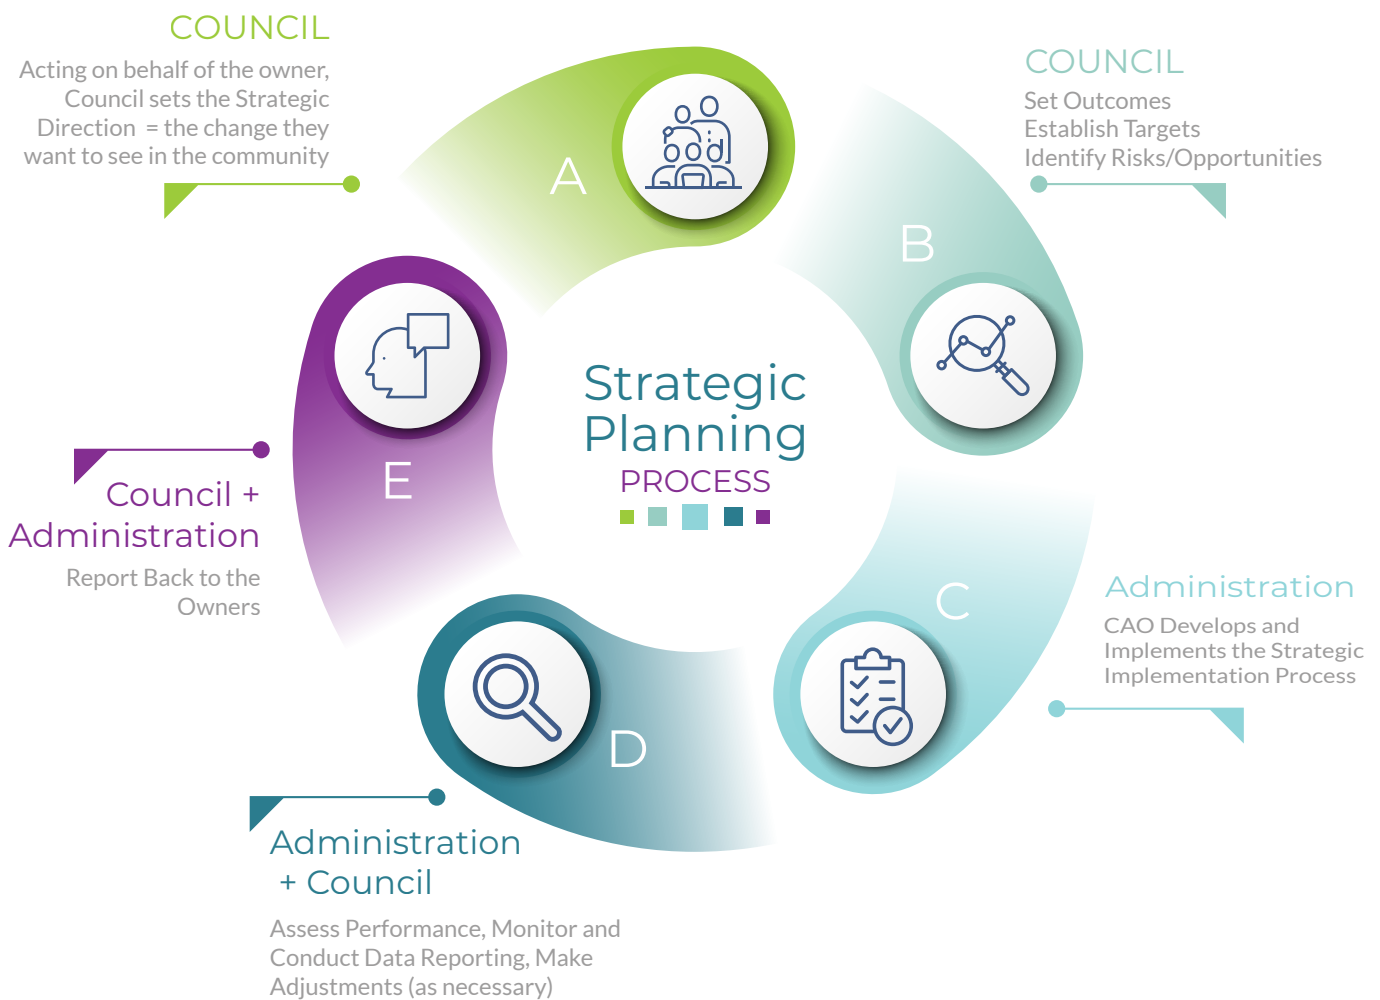 COUNCIL
Acting on behalf of the owner,
Council sets the Strategic
Direction  = the change they
want to see in the community
A
COUNCIL
Set Outcomes
Establish Targets
Identify Risks/Opportunities
B
Strategic
Planning
PROCESS
C
Administration
CAO Develops and
Implements the Strategic
Implementation Process
D
Administration
+ Council
Assess Performance, Monitor and
Conduct Data Reporting, Make
Adjustments (as necessary)
E
Council +
Administration
Report Back to the
Owners